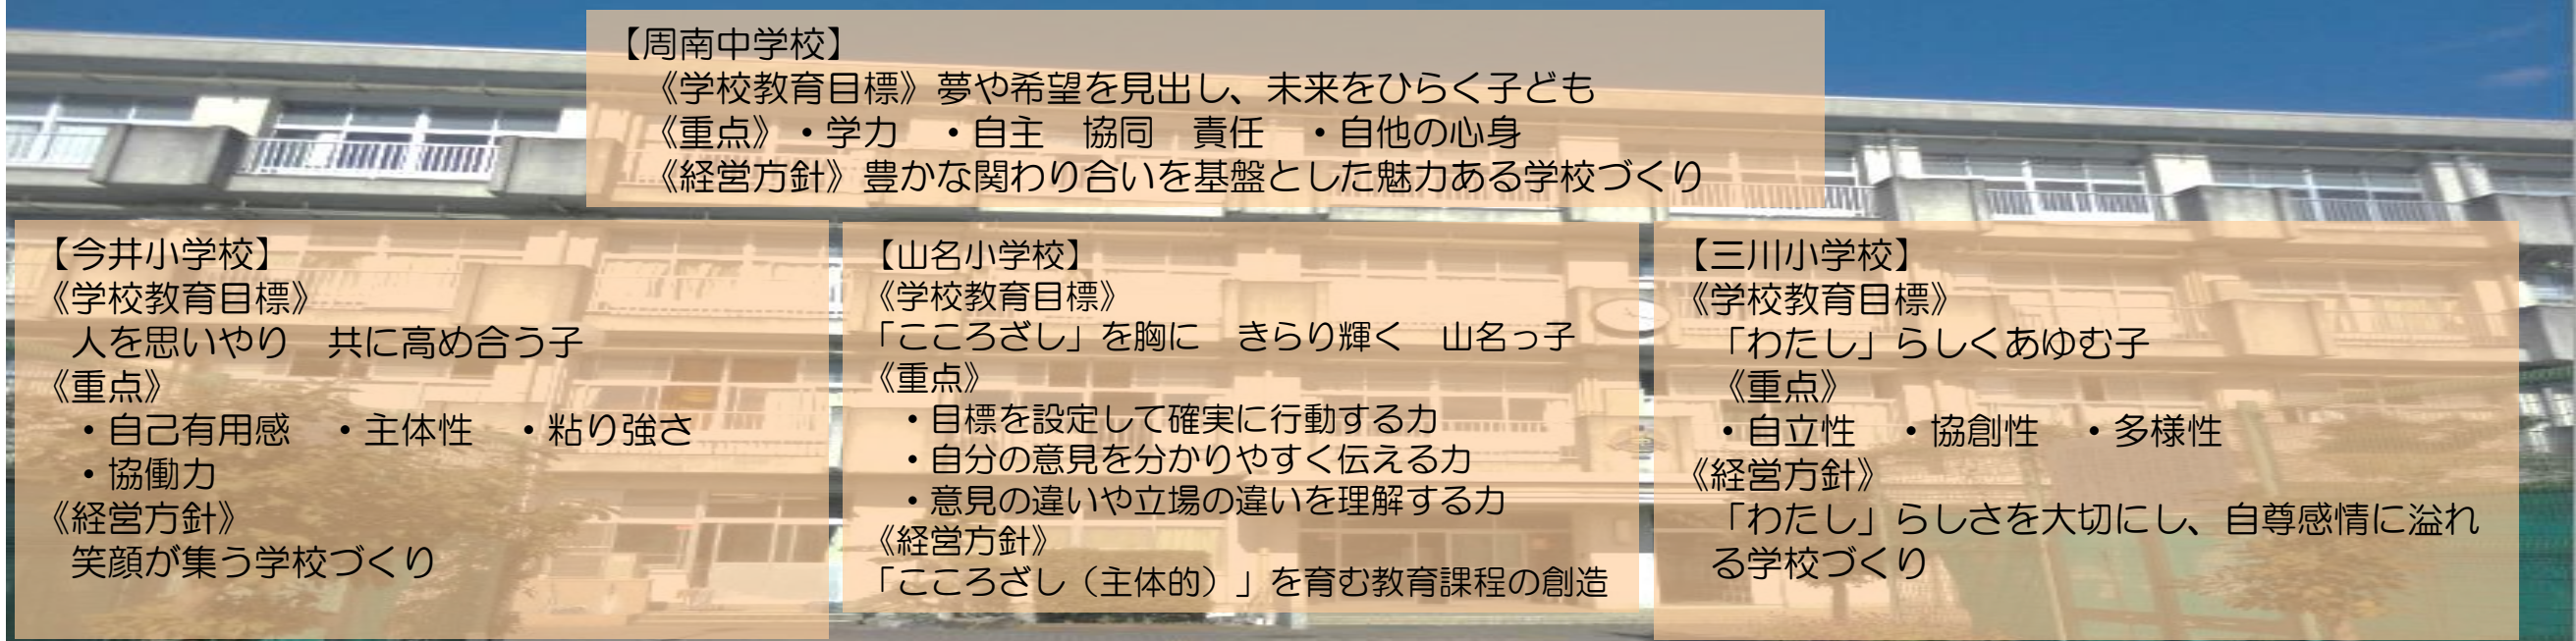 【周南中学校】
《学校教育目標》夢や希望を見出し、未来をひらく子ども
《重点》・学力　・自主　協同　責任　・自他の心身
《経営方針》豊かな関わり合いを基盤とした魅力ある学校づくり
【今井小学校】
《学校教育目標》
人を思いやり　共に高め合う子
《重点》
・自己有用感　・主体性　・粘り強さ
・協働力
《経営方針》
笑顔が集う学校づくり
【山名小学校】
《学校教育目標》
「こころざし」を胸に　きらり輝く　山名っ子
《重点》
・目標を設定して確実に行動する力
・自分の意見を分かりやすく伝える力
・意見の違いや立場の違いを理解する力
《経営方針》
「こころざし（主体的）」を育む教育課程の創造
【三川小学校】
《学校教育目標》
「わたし」らしくあゆむ子
《重点》
・自立性　・協創性　・多様性
《経営方針》
「わたし」らしさを大切にし、自尊感情に溢れ
る学校づくり